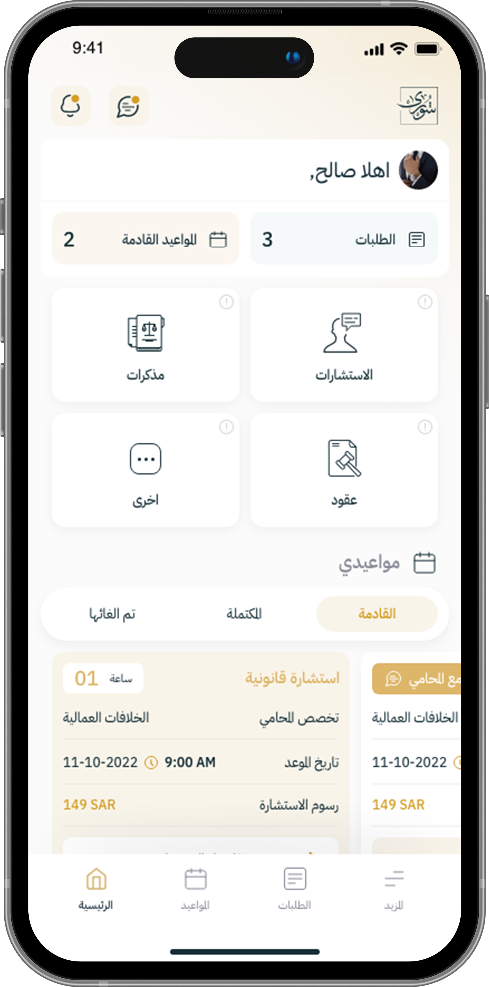 9:41
شورى
اهلا صالح,
الطلبات 3
المواعيد القادمة 2
الاستشارات
مذكرات
عقود
اخرى
مواعيدي
القادمة
المكتملة
تم الغائها
مع المحامي
الخلافات العمالية
11-10-2022
149 SAR
استشارة قانونية
ساعة 01
تخصص المحامي
الخلافات العمالية
تاريخ الموعد
9:00 AM 11-10-2022
رسوم الاستشارة
149 SAR
المزيد
الطلبات
المواعيد
الرئيسية